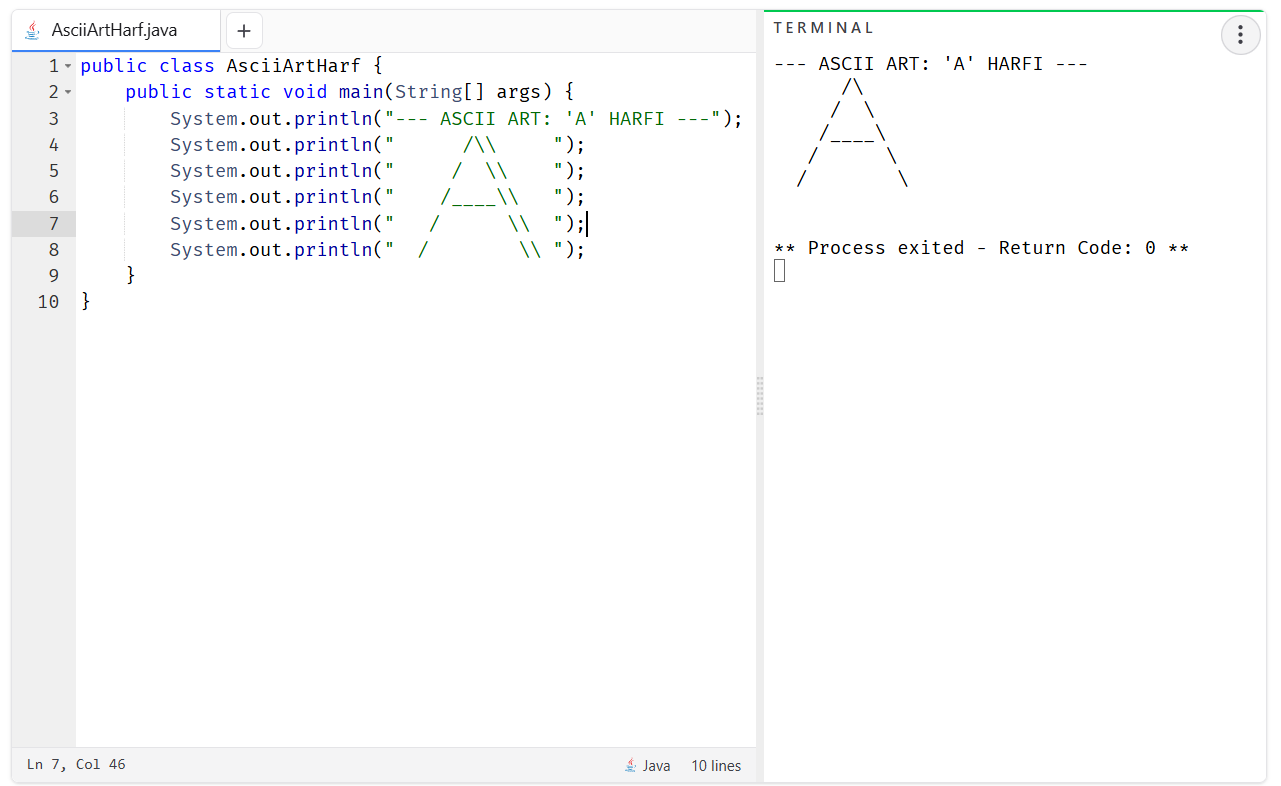 AsciiArtHarf.java
+
1 public class AsciiArtHarf {
2     public static void main(String[] args) {
3         System.out.println("--- ASCII ART: 'A' HARFI ---");
4         System.out.println("      /\\     ");
5         System.out.println("     /  \\    ");
6         System.out.println("    /____\\   ");
7         System.out.println("   /      \\  ");
8         System.out.println("  /        \\ ");
9     }
10 }
Ln 7, Col 46
Java
10 lines
TERMINAL
--- ASCII ART: 'A' HARFI ---
      /\
     /  \
    /____\
   /      \
  /        \
** Process exited - Return Code: 0 **